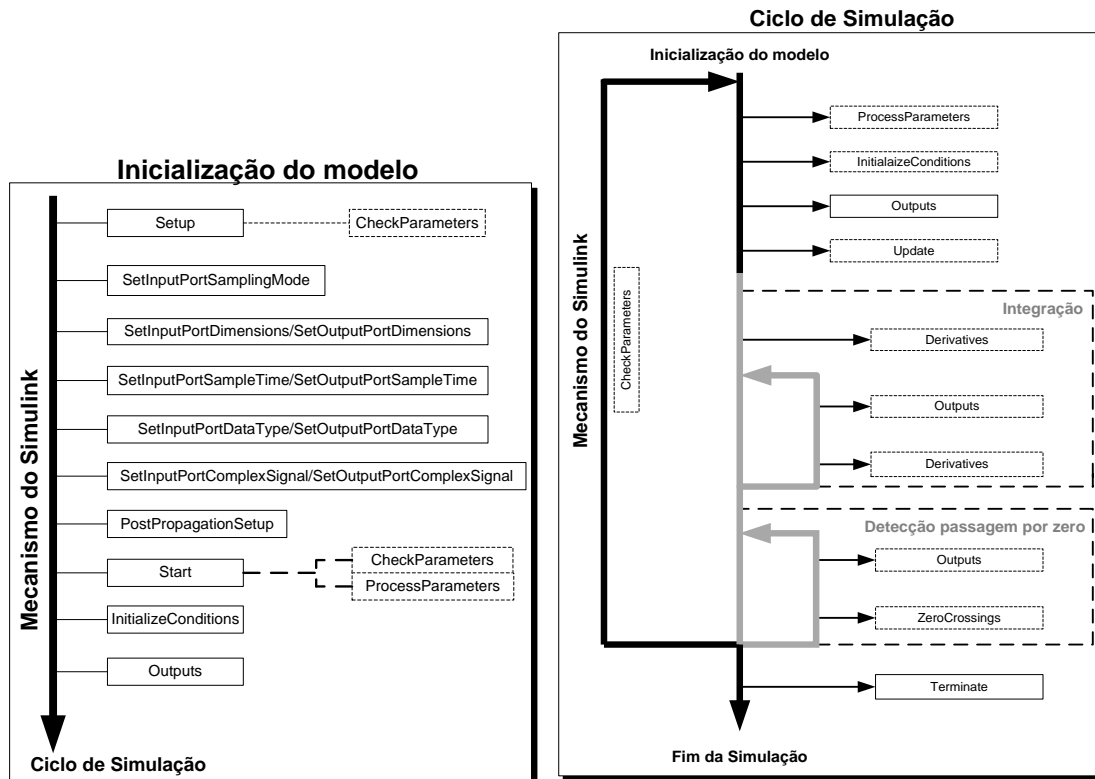 Inicialização do modelo
Setup
CheckParameters
SetInputPortSamplingMode
SetInputPortDimensions/SetOutputPortDimensions
SetInputPortSampleTime/SetOutputPortSampleTime
SetInputPortDataType/SetOutputPortDataType
SetInputPortComplexSignal/SetOutputPortComplexSignal
PostPropagationSetup
Start
CheckParameters
ProcessParameters
InitializeConditions
Outputs
Mecanismo do Simulink
Ciclo de Simulação
Ciclo de Simulação
Inicialização do modelo
ProcessParameters
InitialaizeConditions
Outputs
Update
Mecanismo do Simulink
CheckParameters
Integração
Derivatives
Outputs
Derivatives
Detecção passagem por zero
Outputs
ZeroCrossings
Terminate
Fim da Simulação